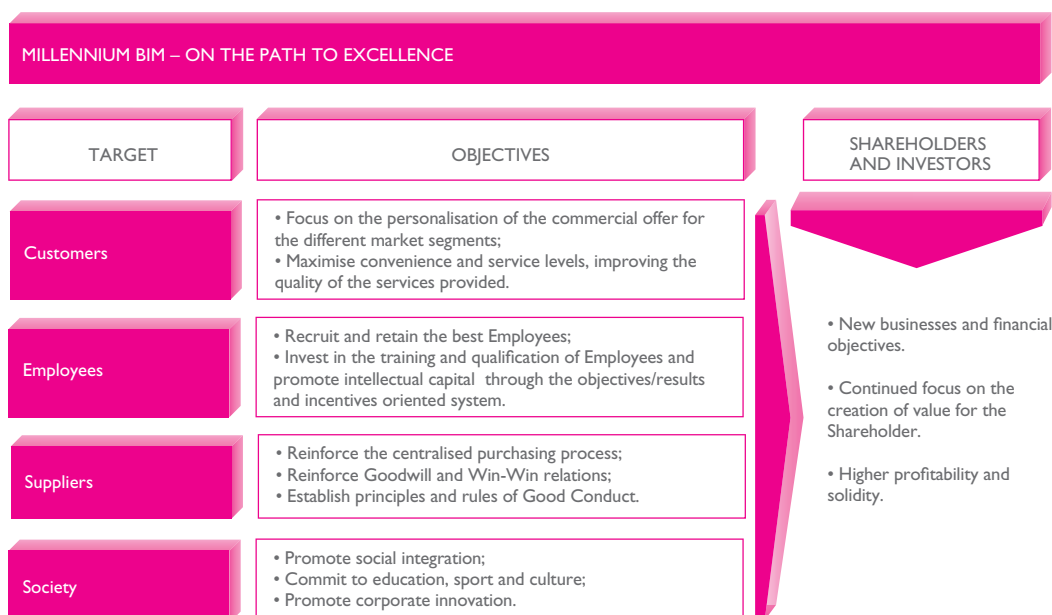 MILLENNIUM BIM – ON THE PATH TO EXCELLENCE
TARGET
OBJECTIVES
SHAREHOLDERS
AND INVESTORS
Customers
• Focus on the personalisation of the commercial offer for
the different market segments;
• Maximise convenience and service levels, improving the
quality of the services provided.
Employees
• Recruit and retain the best Employees;
• Invest in the training and qualification of Employees and
promote intellectual capital through the objectives/results
and incentives oriented system.
Suppliers
• Reinforce the centralised purchasing process;
• Reinforce Goodwill and Win-Win relations;
• Establish principles and rules of Good Conduct.
Society
• Promote social integration;
• Commit to education, sport and culture;
• Promote corporate innovation.
• New businesses and financial
objectives.
• Continued focus on the
creation of value for the
Shareholder.
• Higher profitability and
solidity.